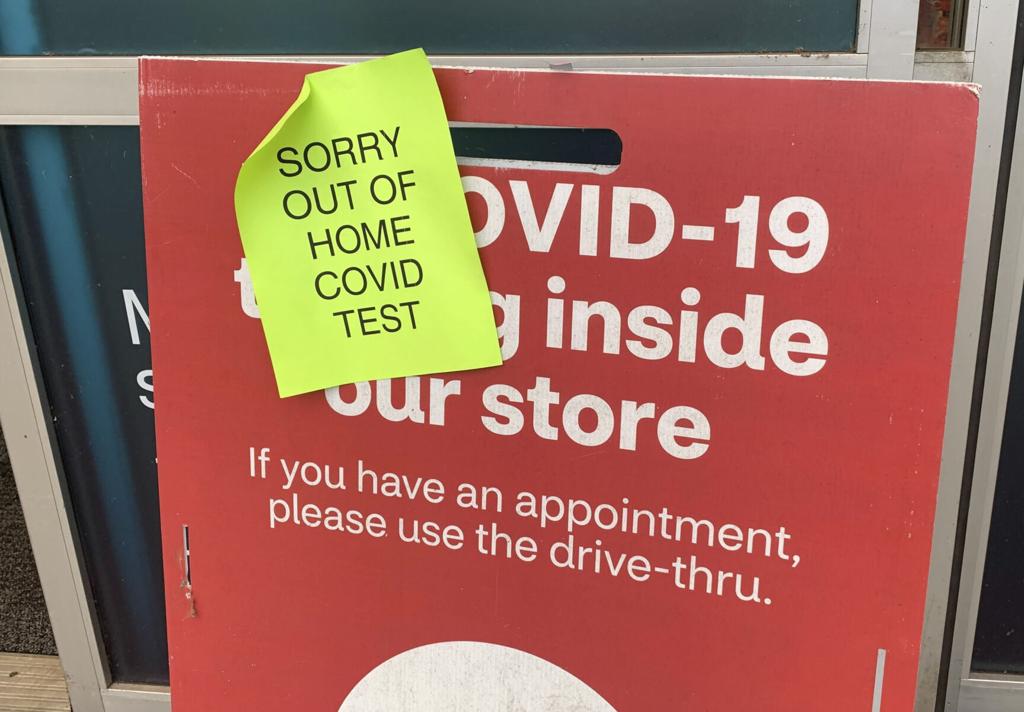 SORRY
OUT OF
HOME
COVID
TEST
OVID-19
t g inside
our store
If you have an appointment,
please use the drive-thru.